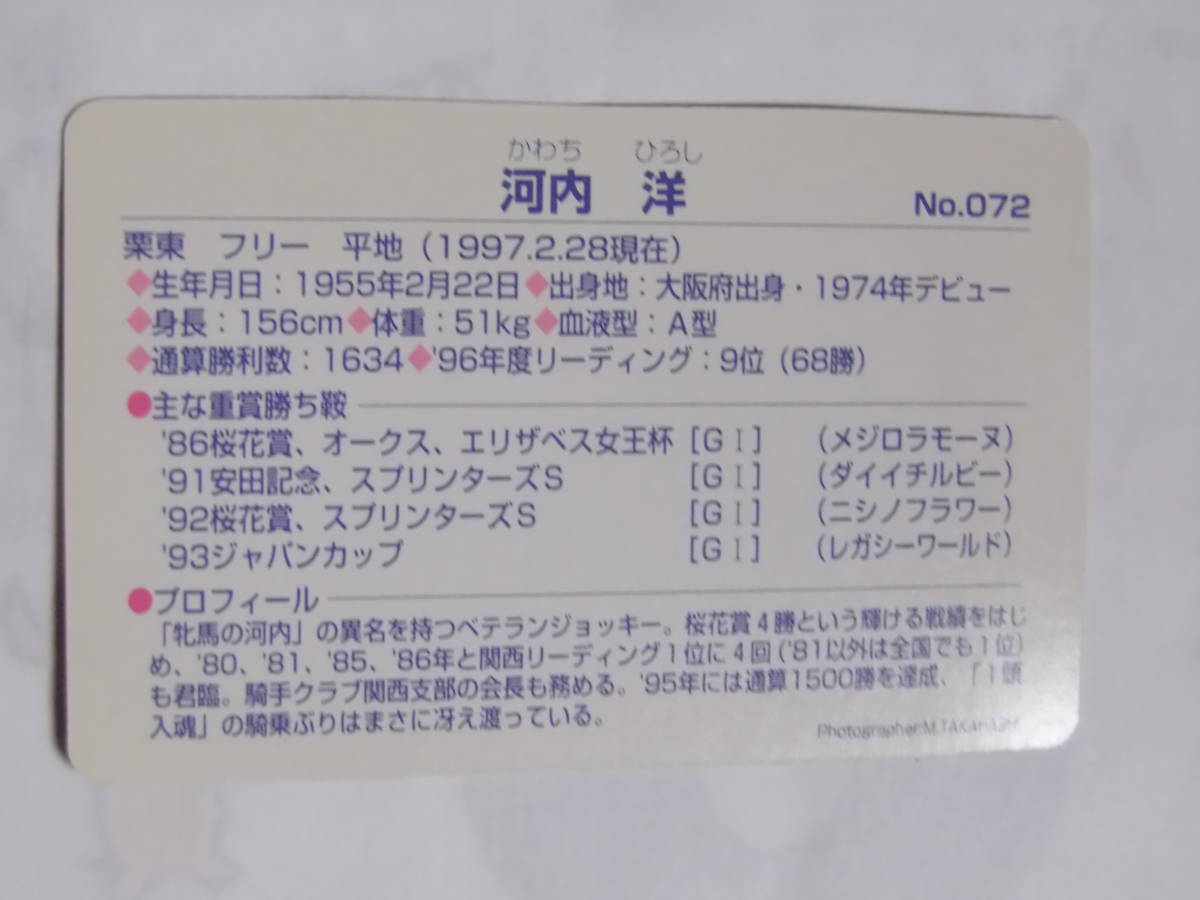 かわち ひろし
河内 洋 No.072
栗東 フリー 平地（1997.2.28現在）
◆生年月日：1955年2月22日◆出身地：大阪府出身・1974年デビュー
◆身長：156cm◆体重：51kg◆血液型：A型
◆通算勝利数：1634◆'96年度リーディング：9位（68勝）
●主な重賞勝ち鞍
'86桜花賞、オークス、エリザベス女王杯［GⅠ］（メジロラモーヌ）
'91安田記念、スプリンターズS［GⅠ］（ダイイチルビー）
'92桜花賞、スプリンターズS［GⅠ］（ニシノフラワー）
'93ジャパンカップ［GⅠ］（レガシーワールド）
●プロフィール
「牝馬の河内」の異名を持つベテランジョッキー。桜花賞４勝という輝ける戦績をはじ
め、'80、'81、'85、'86年と関西リーディング１位に４回（'81以外は全国でも１位）
も君臨。騎手クラブ関西支部の会長も務める。'95年には通算1500勝を達成、「１頭
入魂」の騎乗ぶりはまさに冴え渡っている。
Photographer:M.TAKAHASHI